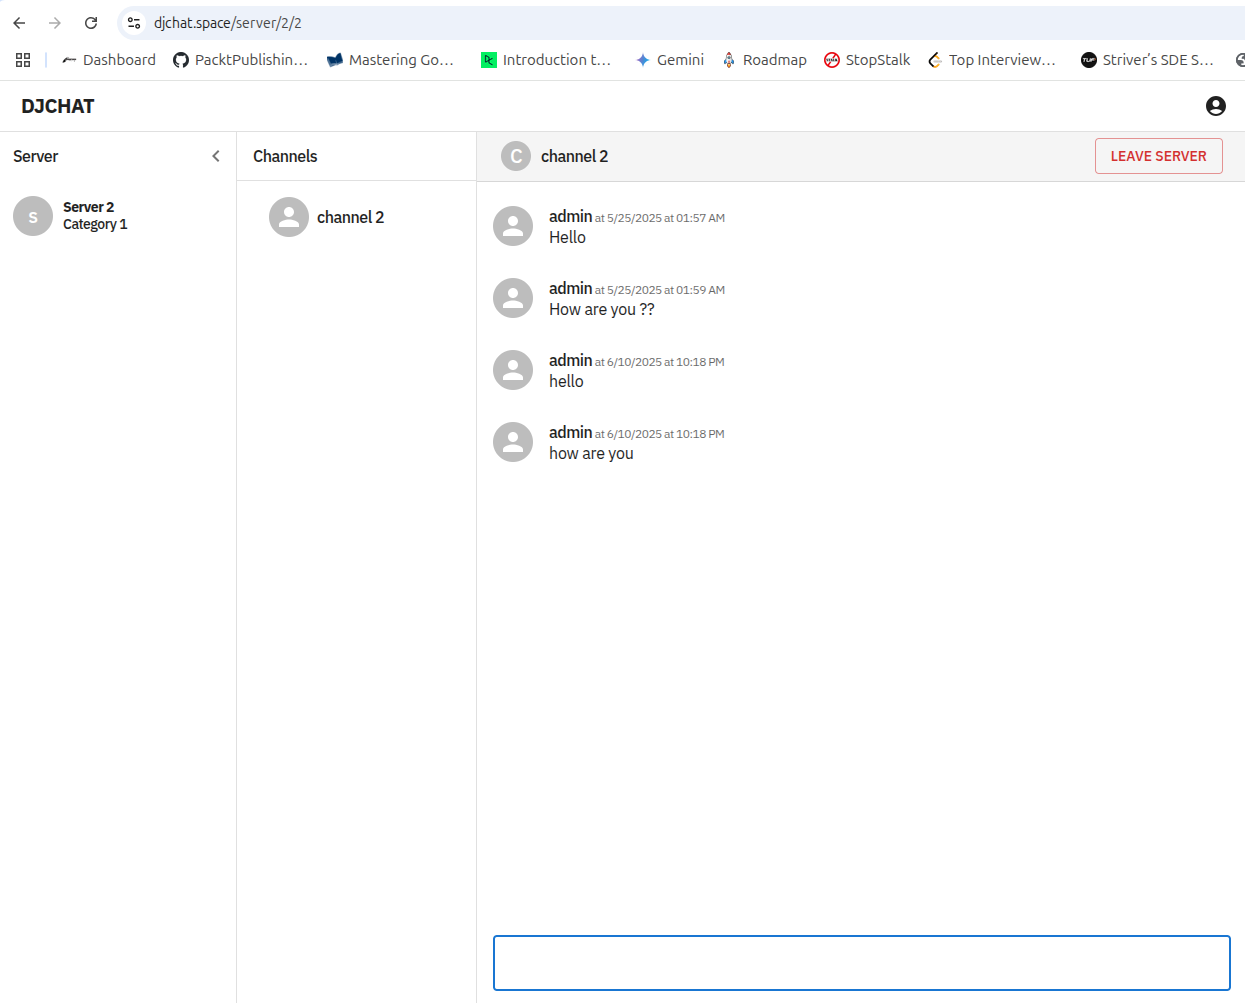 djchat.space/server/2/2
Dashboard PacktPublishin... Mastering Go... Introduction t... Gemini Roadmap StopStalk Top Interview... Striver's SDE S...
DJCHAT
Server
S
Server 2
Category 1
Channels
channel 2
C channel 2 LEAVE SERVER
admin at 5/25/2025 at 01:57 AM
Hello
admin at 5/25/2025 at 01:59 AM
How are you ??
admin at 6/10/2025 at 10:18 PM
hello
admin at 6/10/2025 at 10:18 PM
how are you